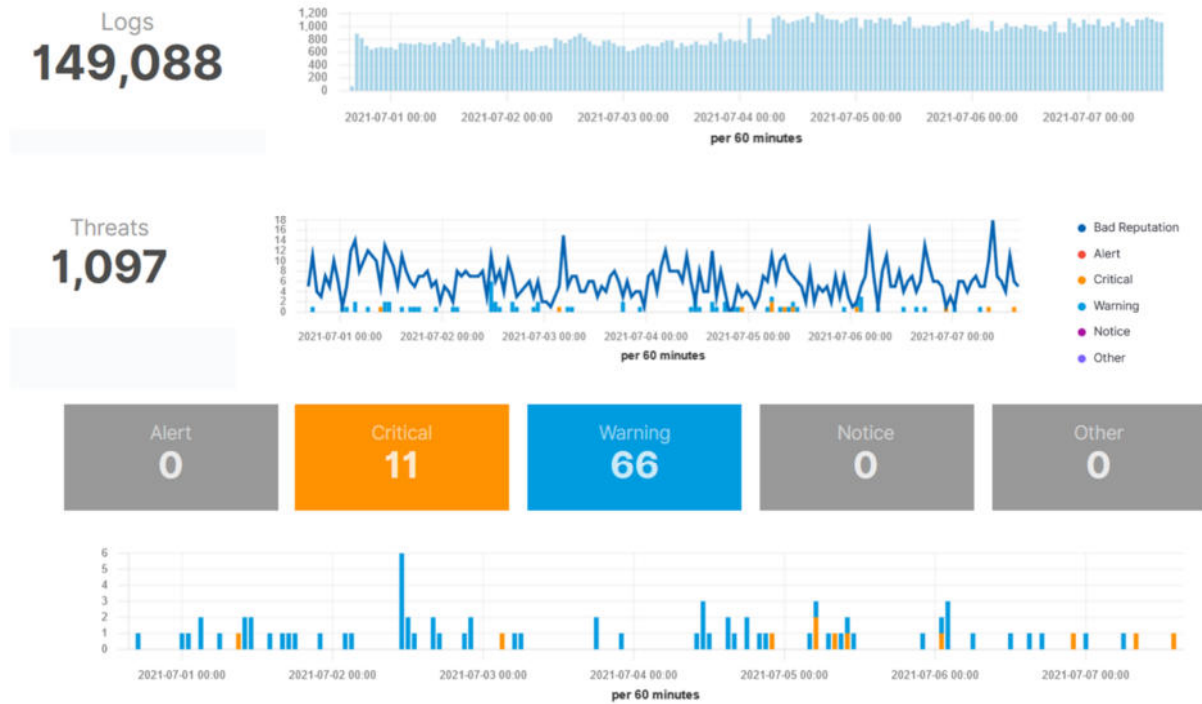 Logs
149,088
1,200
1,000
800
600
400
200
0
2021-07-01 00:00 2021-07-02 00:00 2021-07-03 00:00 2021-07-04 00:00 2021-07-05 00:00 2021-07-06 00:00 2021-07-07 00:00
per 60 minutes
Threats
1,097
18
16
14
12
10
8
6
4
2
0
2021-07-01 00:00 2021-07-02 00:00 2021-07-03 00:00 2021-07-04 00:00 2021-07-05 00:00 2021-07-06 00:00 2021-07-07 00:00
per 60 minutes
Bad Reputation
Alert
Critical
Warning
Notice
Other
Alert Critical Warning Notice Other
0 11 66 0 0
6
5
4
3
2
1
0
2021-07-01 00:00 2021-07-02 00:00 2021-07-03 00:00 2021-07-04 00:00 2021-07-05 00:00 2021-07-06 00:00 2021-07-07 00:00
per 60 minutes